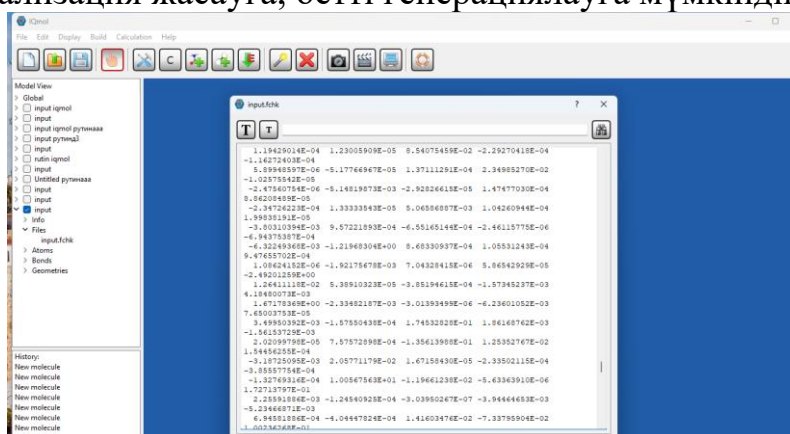 ализация жасауға, бетті генерациялауға мүмкінди
IQmol
File Edit Display Build Calculation Help
Model View
Global
input iqmol
input
input iqmol рутинааа
input рутинд3
input
rutin iqmol
input
Untitled рутинааа
input
input
input
Info
Files
input.fchk
Atoms
Bonds
Geometries
History:
New molecule
New molecule
New molecule
New molecule
New molecule
New molecule
New molecule
input.fchk ? ×
T T
1.19429014E-04 1.23005909E-05 8.54075459E-02 -2.29270418E-04
-1.16272403E-04
5.89948597E-06 -5.17766967E-05 1.37111291E-04 2.34985270E-02
-1.02575542E-05
-2.47560754E-06 -5.14819873E-03 -2.92826615E-05 1.47477030E-04
8.86208489E-05
-2.34726223E-04 1.33333543E-05 5.06586887E-03 1.04260944E-04
1.99838191E-05
-3.80310394E-03 9.57221893E-04 -6.55165144E-04 -2.46115775E-06
-6.94375387E-04
-6.32249368E-03 -1.21968304E+00 8.68330937E-04 1.05531243E-04
9.47655702E-04
1.08624152E-06 -1.92175678E-03 7.04328415E-06 5.86542929E-05
-2.49201259E+00
1.26411118E-02 5.38910323E-05 -3.85194615E-04 -1.57345237E-03
4.18480073E-03
1.67178369E+00 -2.33482187E-03 -3.01393499E-06 -6.23601052E-03
7.65003753E-05
3.49950392E-03 -1.57550438E-04 1.74532828E-01 1.86168762E-03
-1.56153729E-03
2.02099798E-05 7.57572898E-04 -1.35613988E-01 1.25352767E-02
1.54456255E-04
-3.18725095E-03 2.05771179E-02 1.67158430E-05 -2.33502115E-04
-3.85557754E-04
-1.32769316E-04 1.00567563E+01 -1.19661238E-02 -5.63363910E-06
1.72713797E-01
2.25591886E-03 -1.24540925E-04 -3.03950267E-07 -3.94464653E-03
-5.23466871E-03
6.94581886E-04 -4.04447824E-04 1.41603476E-02 -7.33795904E-02